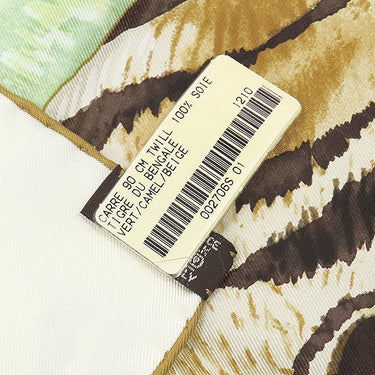 CARRE 90 CM TWILL 100% SOIE
TIGRE DU BENGALE
VERT/CAMEL/BEIGE
1210
002706S 01